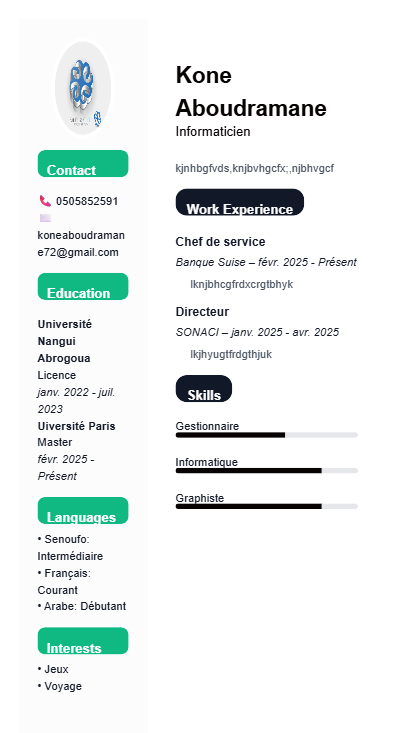 Contact
0505852591
koneaboudraman
e72@gmail.com
Education
Université
Nangui
Abrogoua
Licence
janv. 2022 - juil.
2023
Uiversité Paris
Master
févr. 2025 -
Présent
Languages
• Senoufo:
Intermédiaire
• Français:
Courant
• Arabe: Débutant
Interests
• Jeux
• Voyage
Kone
Aboudramane
Informaticien
kjnhbgfvds,knjbvhgcfx;,njbhvgcf
Work Experience
Chef de service
Banque Suise – févr. 2025 - Présent
lknjbhcgfrdxcrgtbhyk
Directeur
SONACI – janv. 2025 - avr. 2025
lkjhyugtfrdgthjuk
Skills
Gestionnaire
Informatique
Graphiste